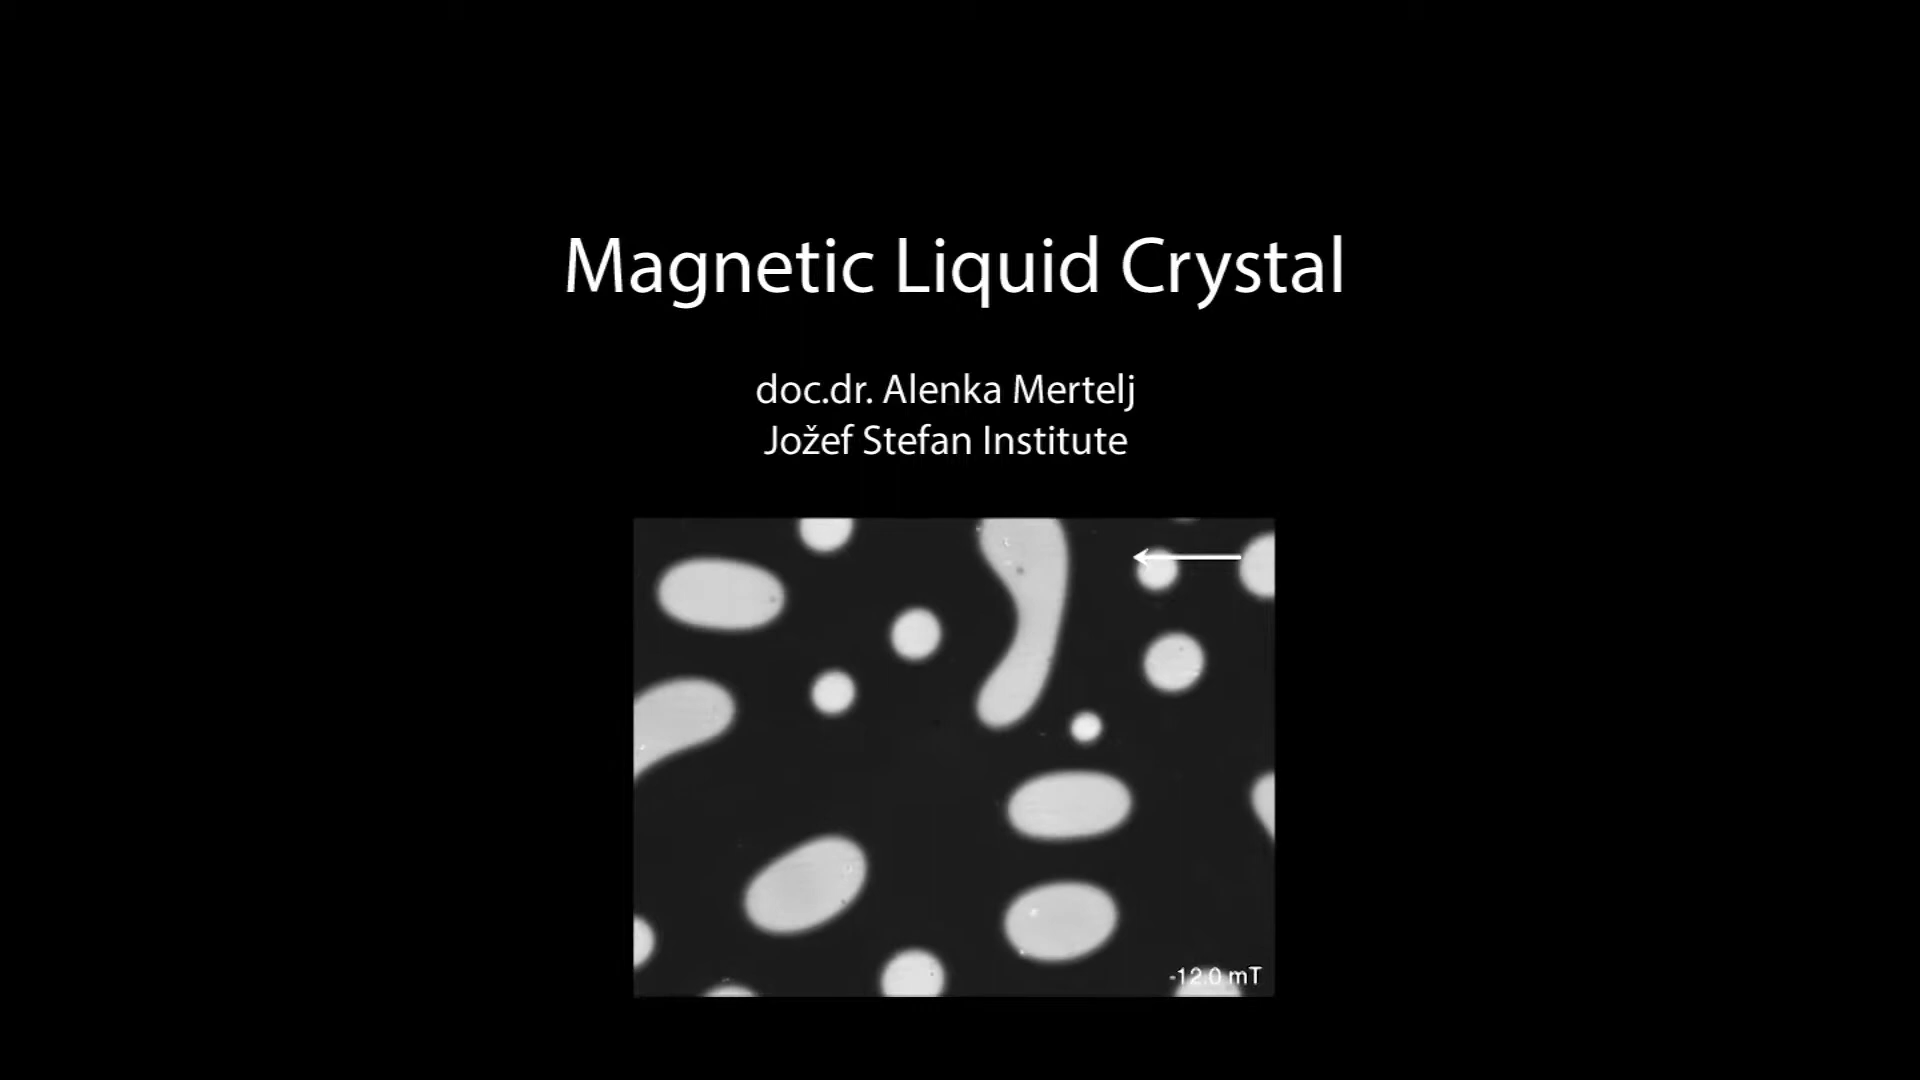 Magnetic Liquid Crystal
doc.dr. Alenka Mertelj
Jožef Stefan Institute
-12.0 mT